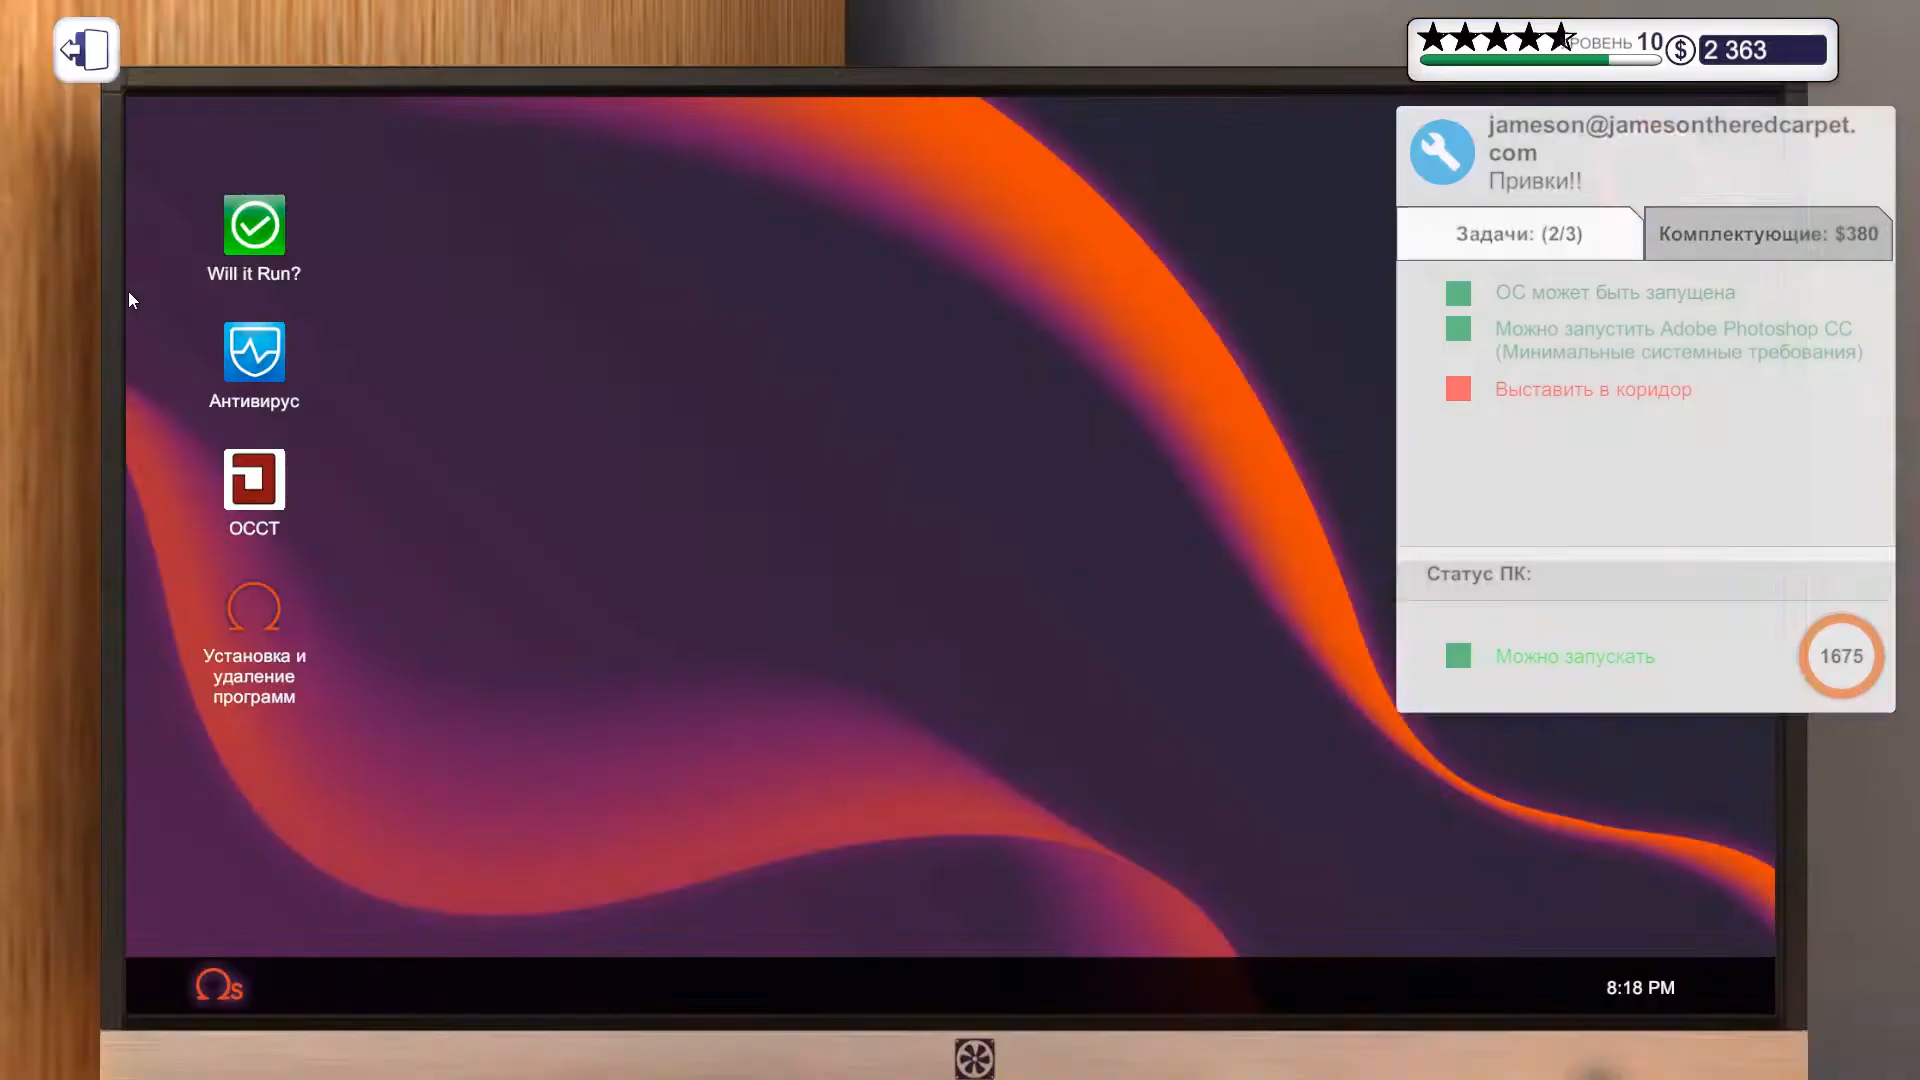 РОВЕНЬ 10
2 363
jameson@jamesontheredcarpet.
com
Привки!!
Задачи: (2/3)
Комплектующие: $380
ОС может быть запущена
Можно запустить Adobe Photoshop CC
(Минимальные системные требования)
Выставить в коридор
Статус ПК:
Можно запускать
1675
Will it Run?
Антивирус
OCCT
Установка и
удаление
программ
Ωs
8:18 PM